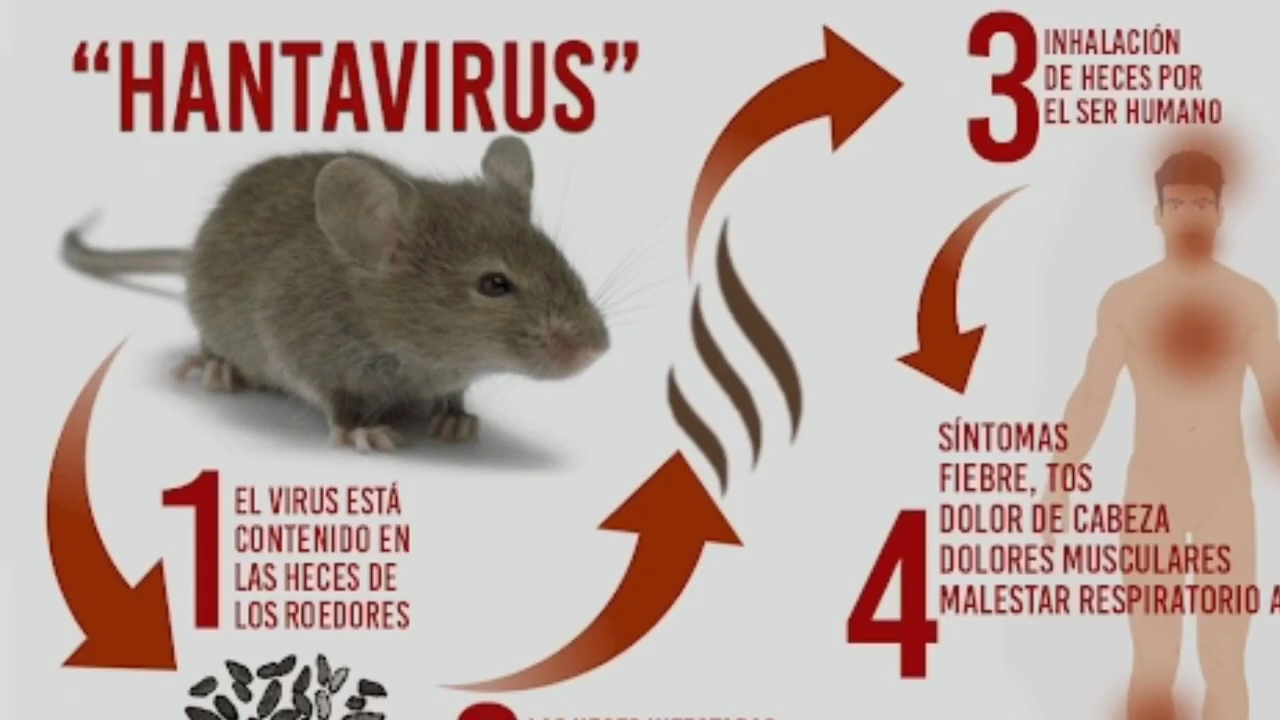 “HANTAVIRUS”
1
EL VIRUS ESTÁ
CONTENIDO EN
LAS HECES DE
LOS ROEDORES
3
INHALACIÓN
DE HECES POR
EL SER HUMANO
4
SÍNTOMAS
FIEBRE, TOS
DOLOR DE CABEZA
DOLORES MUSCULARES
MALESTAR RESPIRATORIO A